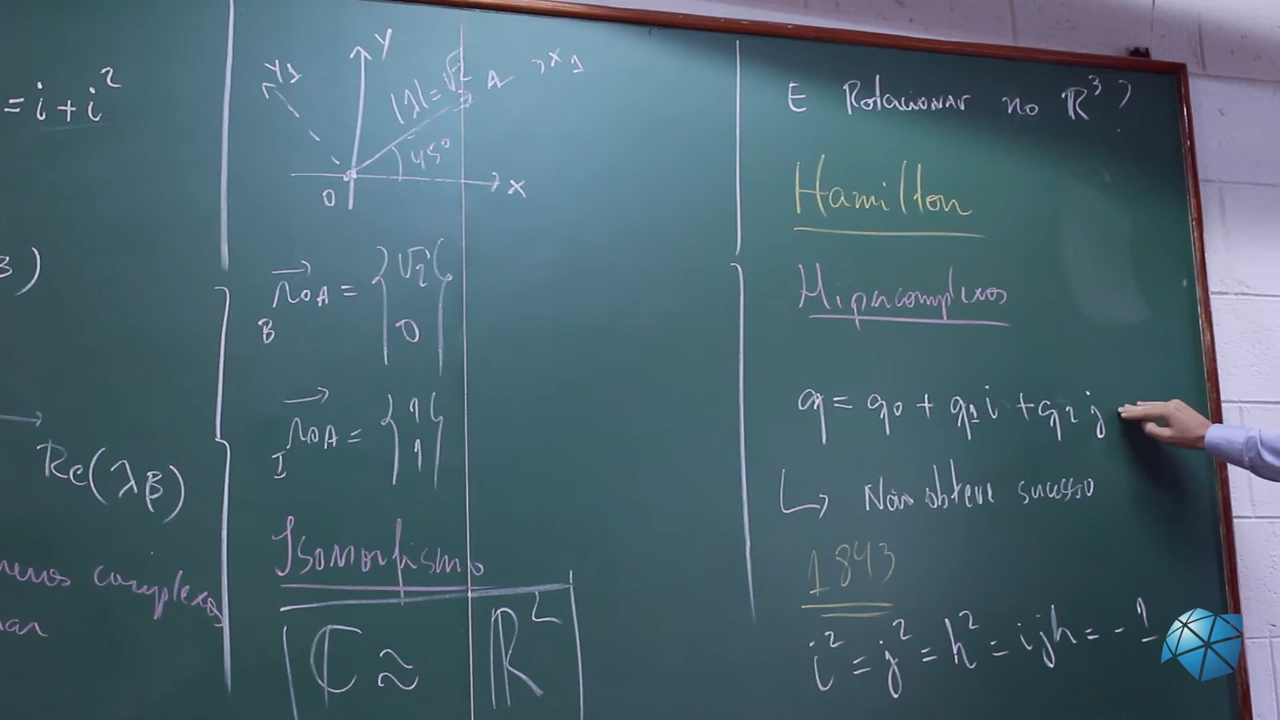 = i + i²
B)
Re(λβ)
complexos
Y
Y₁
|λ| = √2
A
X₁
45°
O
X
r⃗OA = {√2
B
0}
r⃗OA = {1
I
1}
Isomorfismo
ℂ ≈ ℝ²
E Rotacionar no ℝ³?
Hamilton
Hipercomplexos
q = q₀ + q₁i + q₂j
↳ Não obteve sucesso
1843
i² = j² = k² = ijk = -1